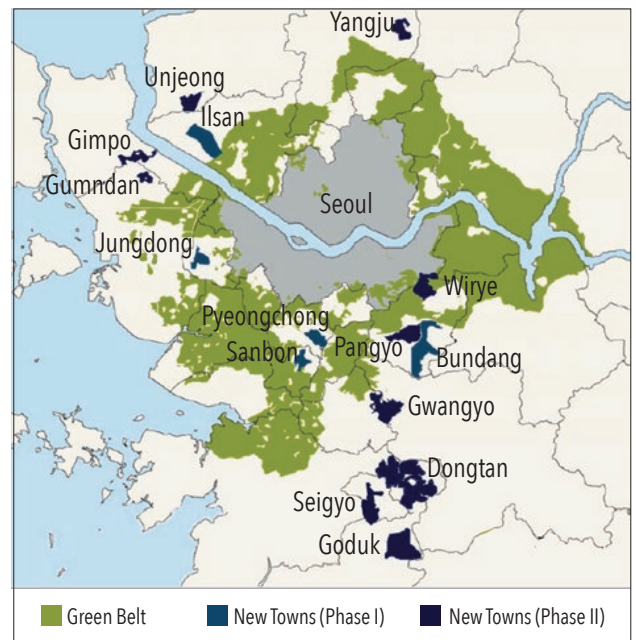 Yangju
Unjeong
Ilsan
Gimpo
Gumndan
Seoul
Jungdong
Wirye
Pyeongchong
Sanbon
Pangyo
Bundang
Gwangyo
Dongtan
Seigyo
Goduk
Green Belt
New Towns (Phase I)
New Towns (Phase II)